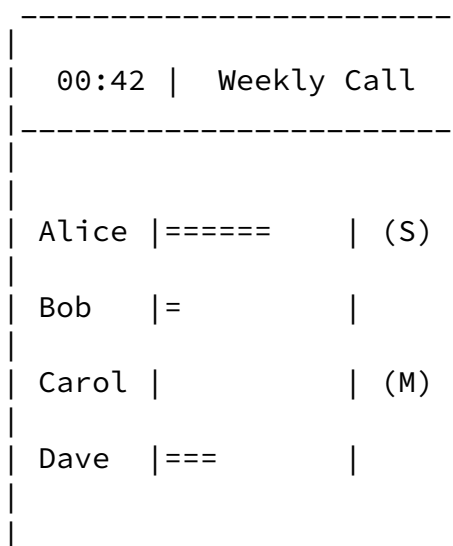 00:42 | Weekly Call
Alice |====== | (S)
Bob |= |
Carol | | (M)
Dave |=== |